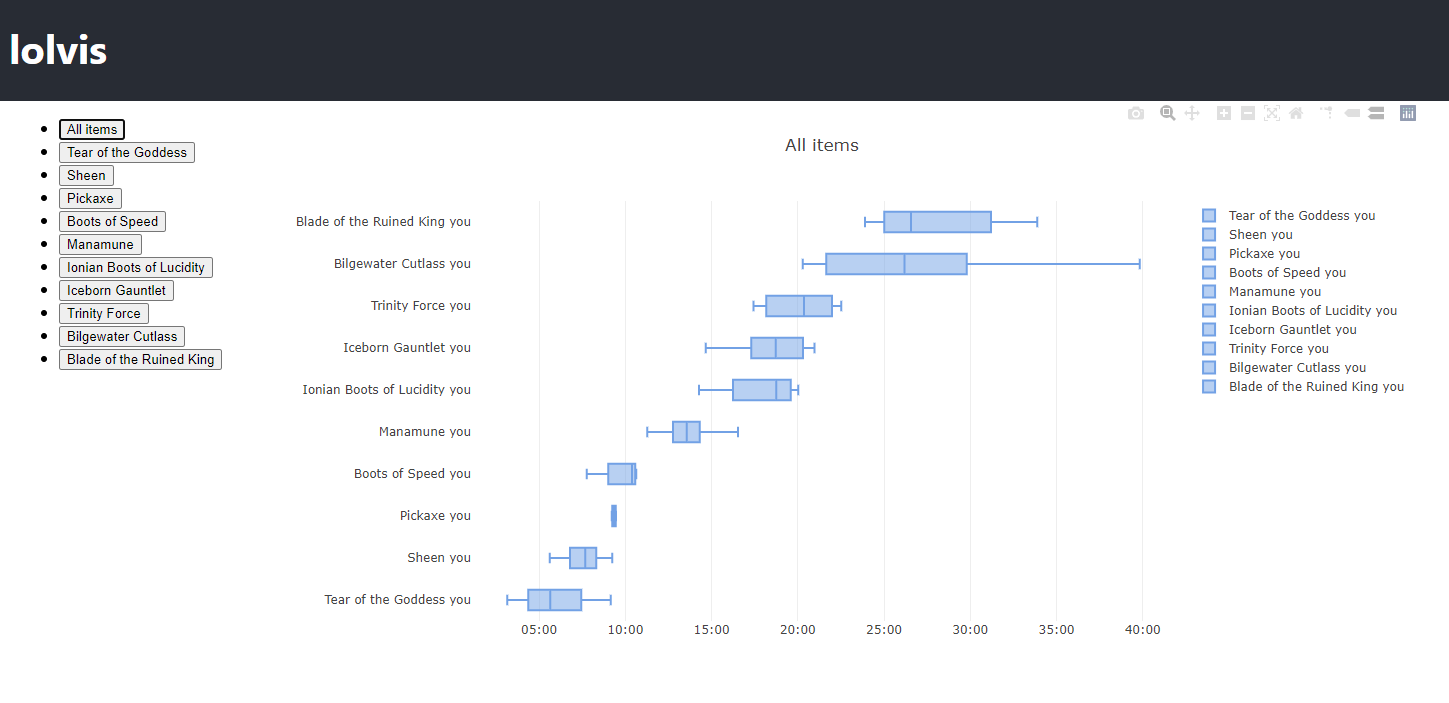 lolvis
All items
Tear of the Goddess
Sheen
Pickaxe
Boots of Speed
Manamune
Ionian Boots of Lucidity
Iceborn Gauntlet
Trinity Force
Bilgewater Cutlass
Blade of the Ruined King
All items
Blade of the Ruined King you
Bilgewater Cutlass you
Trinity Force you
Iceborn Gauntlet you
Ionian Boots of Lucidity you
Manamune you
Boots of Speed you
Pickaxe you
Sheen you
Tear of the Goddess you
05:00 10:00 15:00 20:00 25:00 30:00 35:00 40:00
Tear of the Goddess you
Sheen you
Pickaxe you
Boots of Speed you
Manamune you
Ionian Boots of Lucidity you
Iceborn Gauntlet you
Trinity Force you
Bilgewater Cutlass you
Blade of the Ruined King you